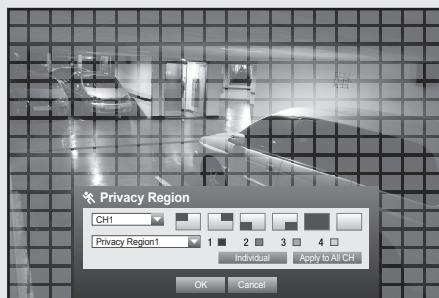 Privacy Region
CH1
Privacy Region1 1 2 3 4
Individual Apply to All CH
OK Cancel